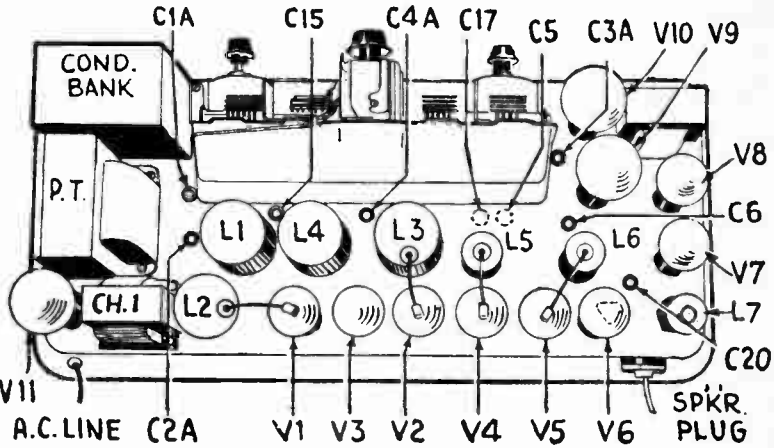 C1A C15 C4A C17 C5 C3A V10 V9
COND.
BANK
V8
P.T.
C6
L1 L4 L3 L5 L6
V7
CH.1 L2 L7
C20
V11
A.C. LINE C2A V1 V3 V2 V4 V5 V6 SPKR.
PLUG